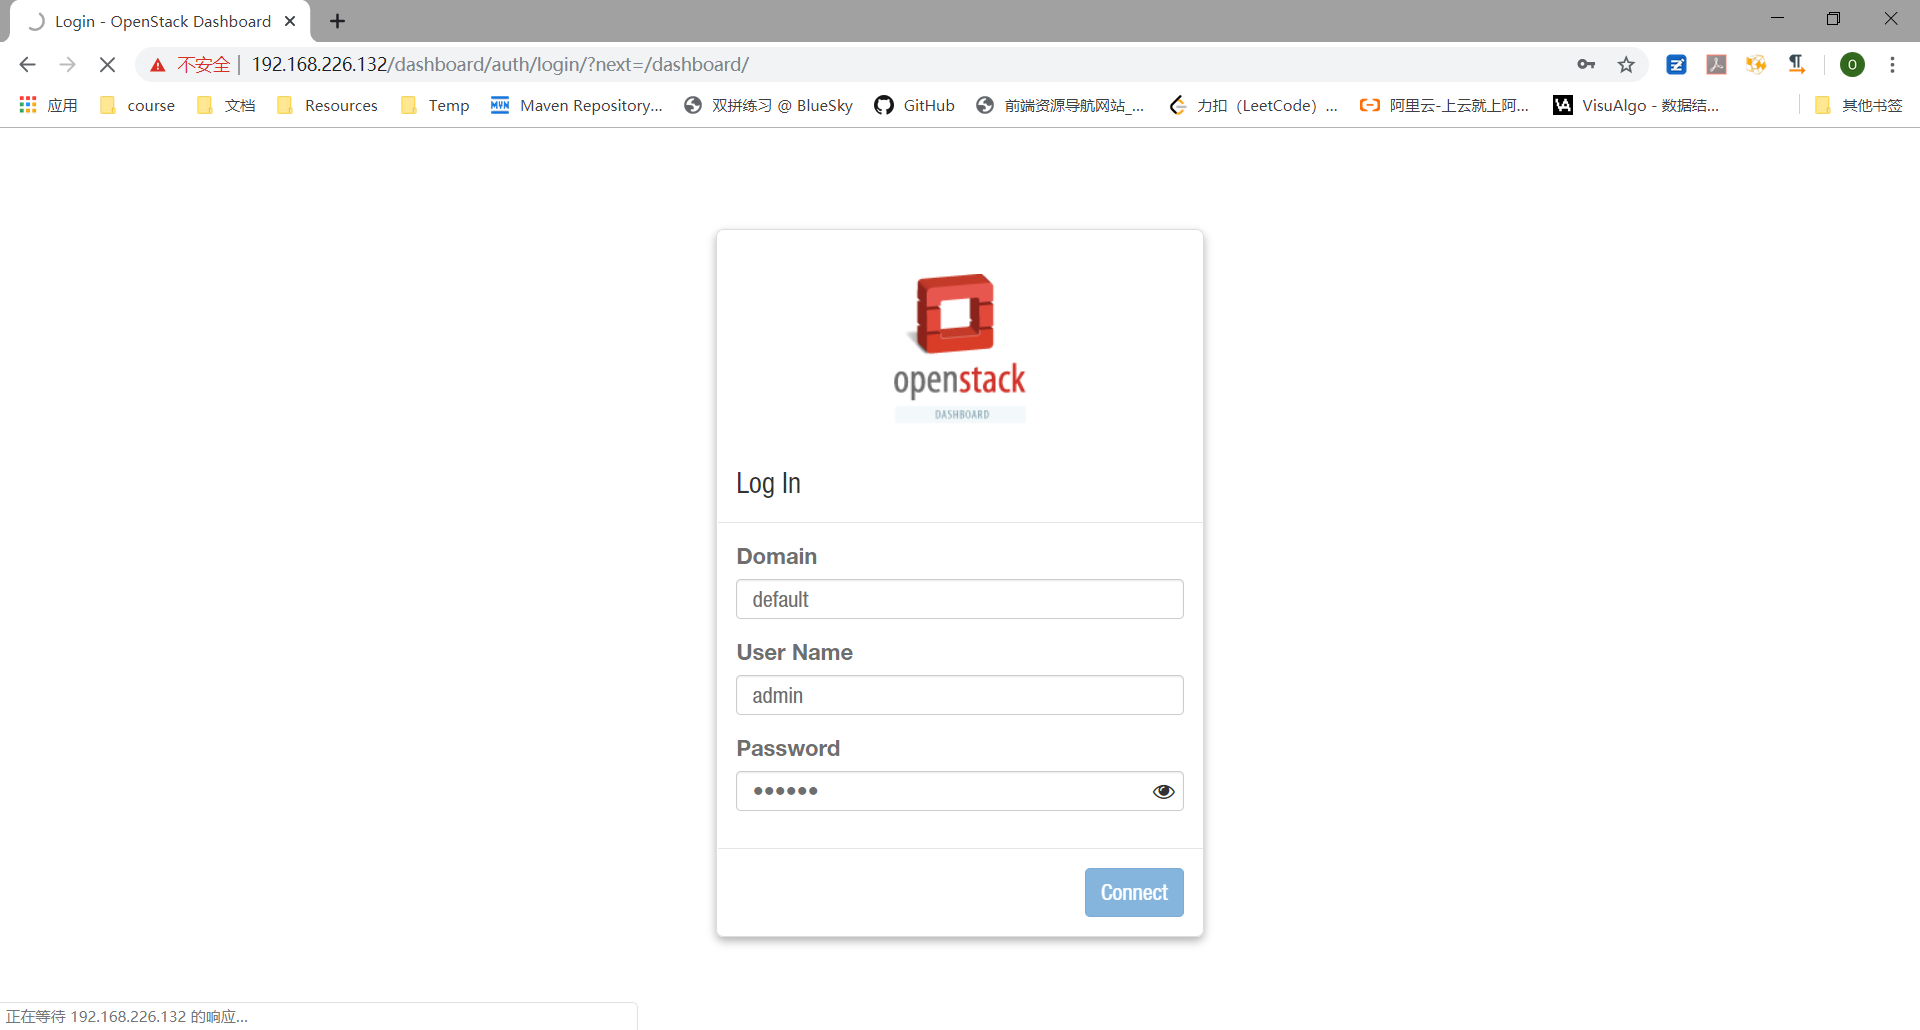 Login - OpenStack Dashboard
不安全 | 192.168.226.132/dashboard/auth/login/?next=/dashboard/
O
应用 course 文档 Resources Temp Maven Repository... 双拼练习 @ BlueSky GitHub 前端资源导航网站_... 力扣（LeetCode）... 阿里云-上云就上阿... VisuAlgo - 数据结... 其他书签
openstack
DASHBOARD
Log In
Domain
default
User Name
admin
Password
••••••
Connect
正在等待 192.168.226.132 的响应...